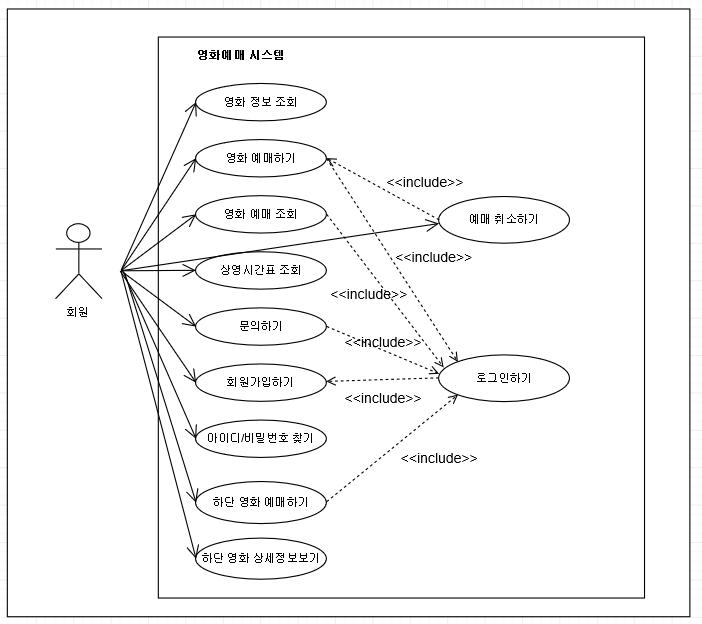 영화예매 시스템
영화 정보 조회
영화 예매하기
<<include>>
영화 예매 조회
예매 취소하기
<<include>>
상영시간표 조회
<<include>>
회원
문의하기
<<include>>
회원가입하기
로그인하기
<<include>>
아이디/비밀번호 찾기
<<include>>
하단 영화 예매하기
하단 영화 상세정보보기